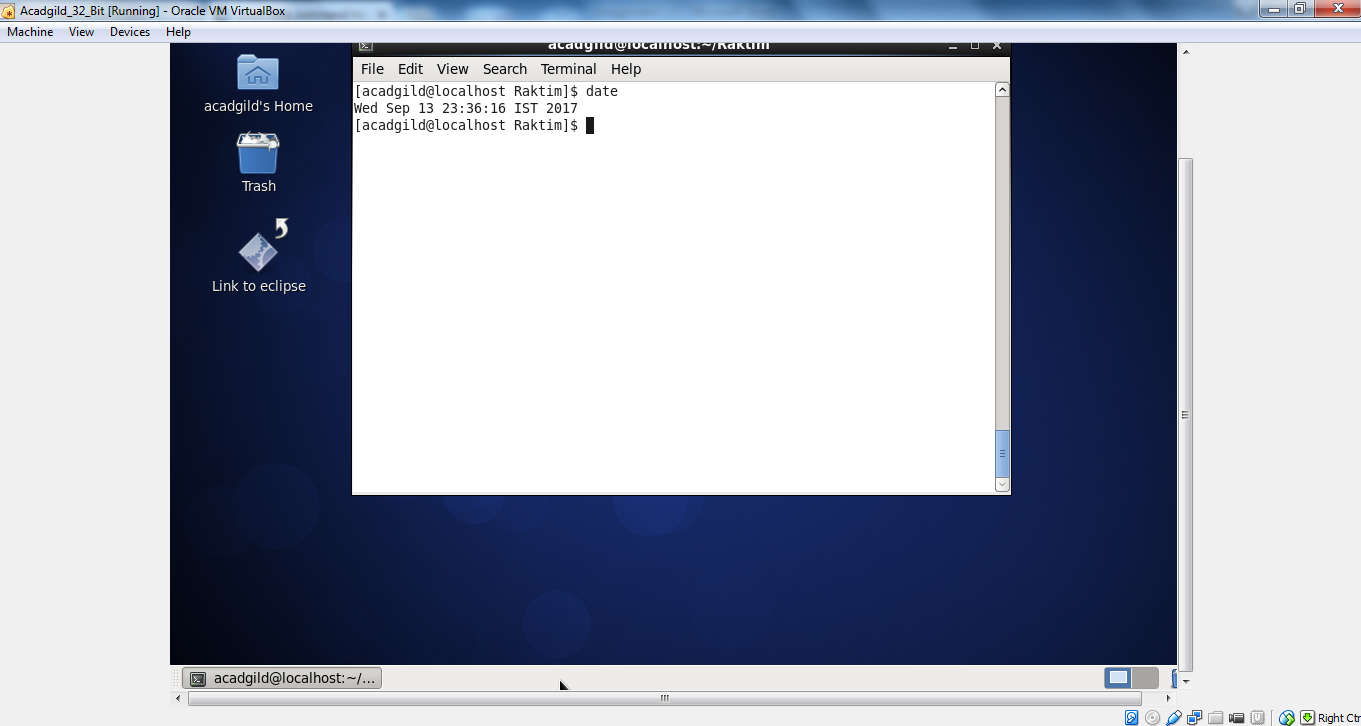 Acadgild_32_Bit [Running] - Oracle VM VirtualBox
Machine View Devices Help
acadgild@localhost:~/Raktim
File Edit View Search Terminal Help
[acadgild@localhost Raktim]$ date
Wed Sep 13 23:36:16 IST 2017
[acadgild@localhost Raktim]$
acadgild's Home
Trash
Link to eclipse
acadgild@localhost:~/...
Right Ctr